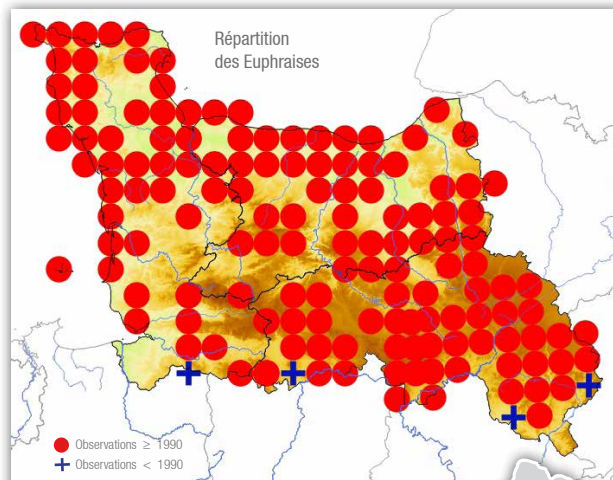 Répartition
des Euphraises
Observations ≥ 1990
Observations < 1990